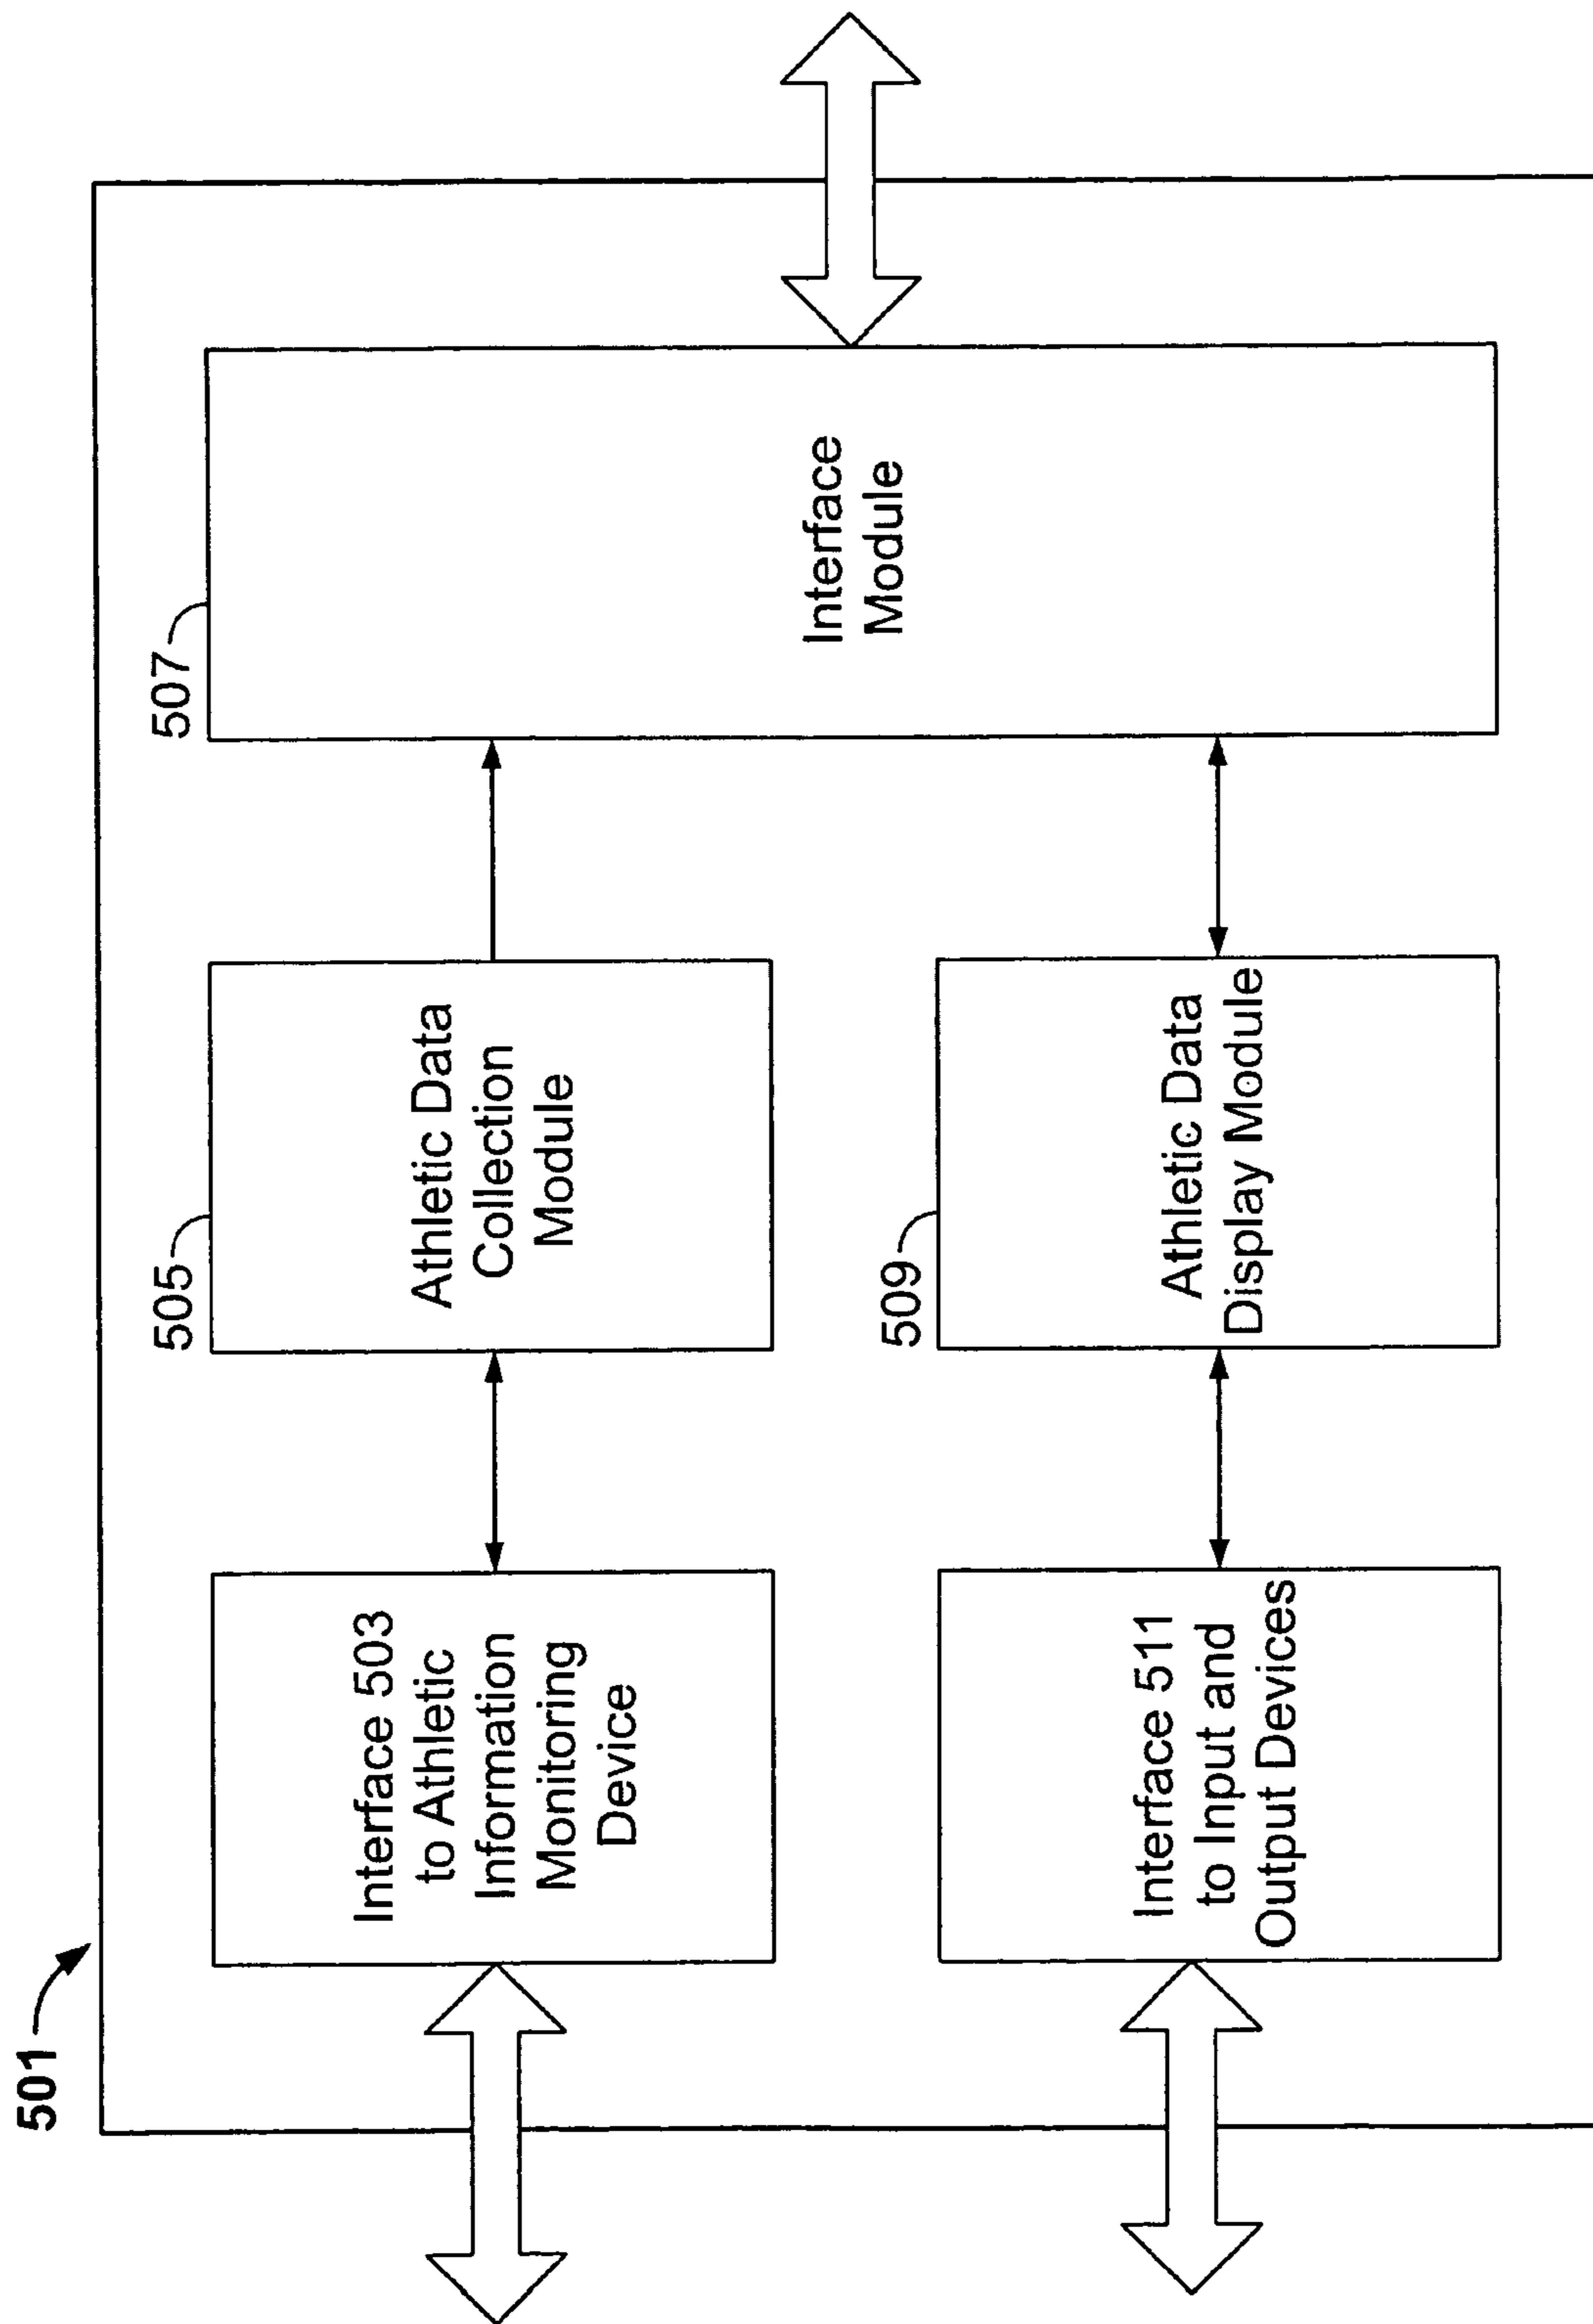 501
Interface 503
to Athletic
Information
Monitoring
Device
505
Athletic Data
Collection
Module
507
Interface
Module
Interface 511
to Input and
Output Devices
509
Athletic Data
Display Module